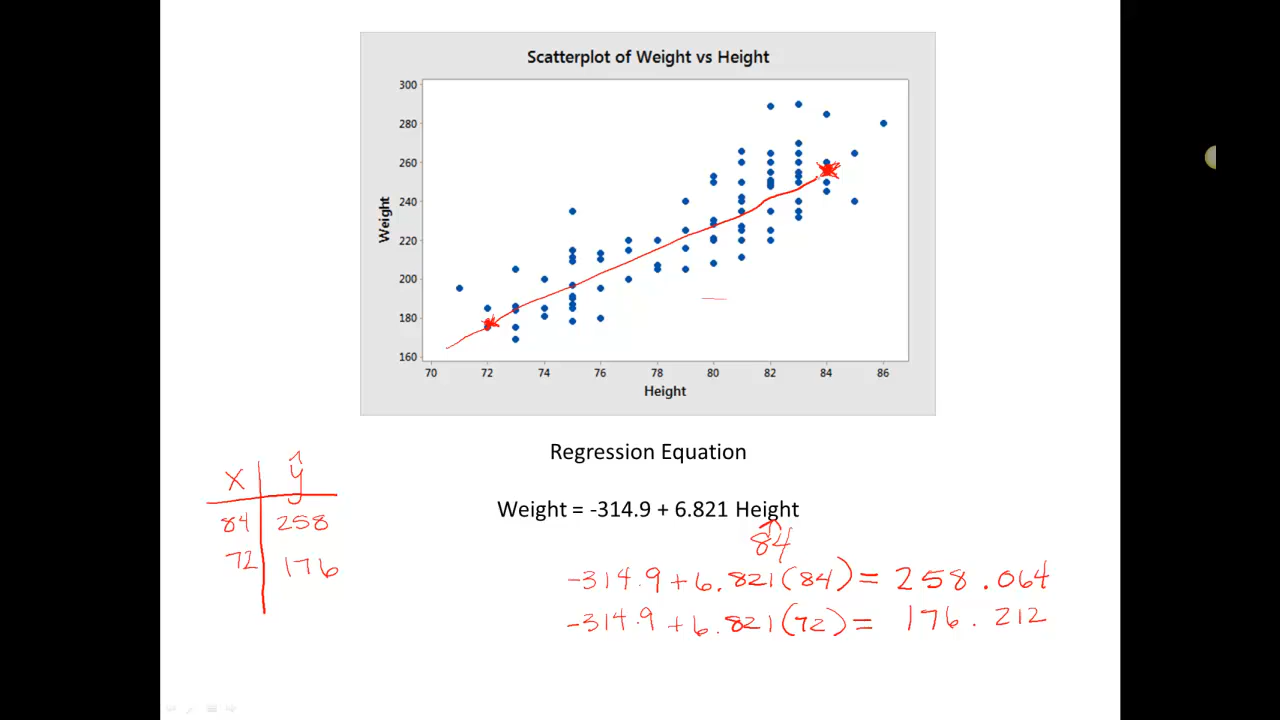 Scatterplot of Weight vs Height
300
280
260
240
220
200
180
160
Weight
70 72 74 76 78 80 82 84 86
Height
Regression Equation
Weight = -314.9 + 6.821 Height
84
x ŷ
84 258
72 176
-314.9 + 6.821(84) = 258.064
-314.9 + 6.821(72) = 176.212